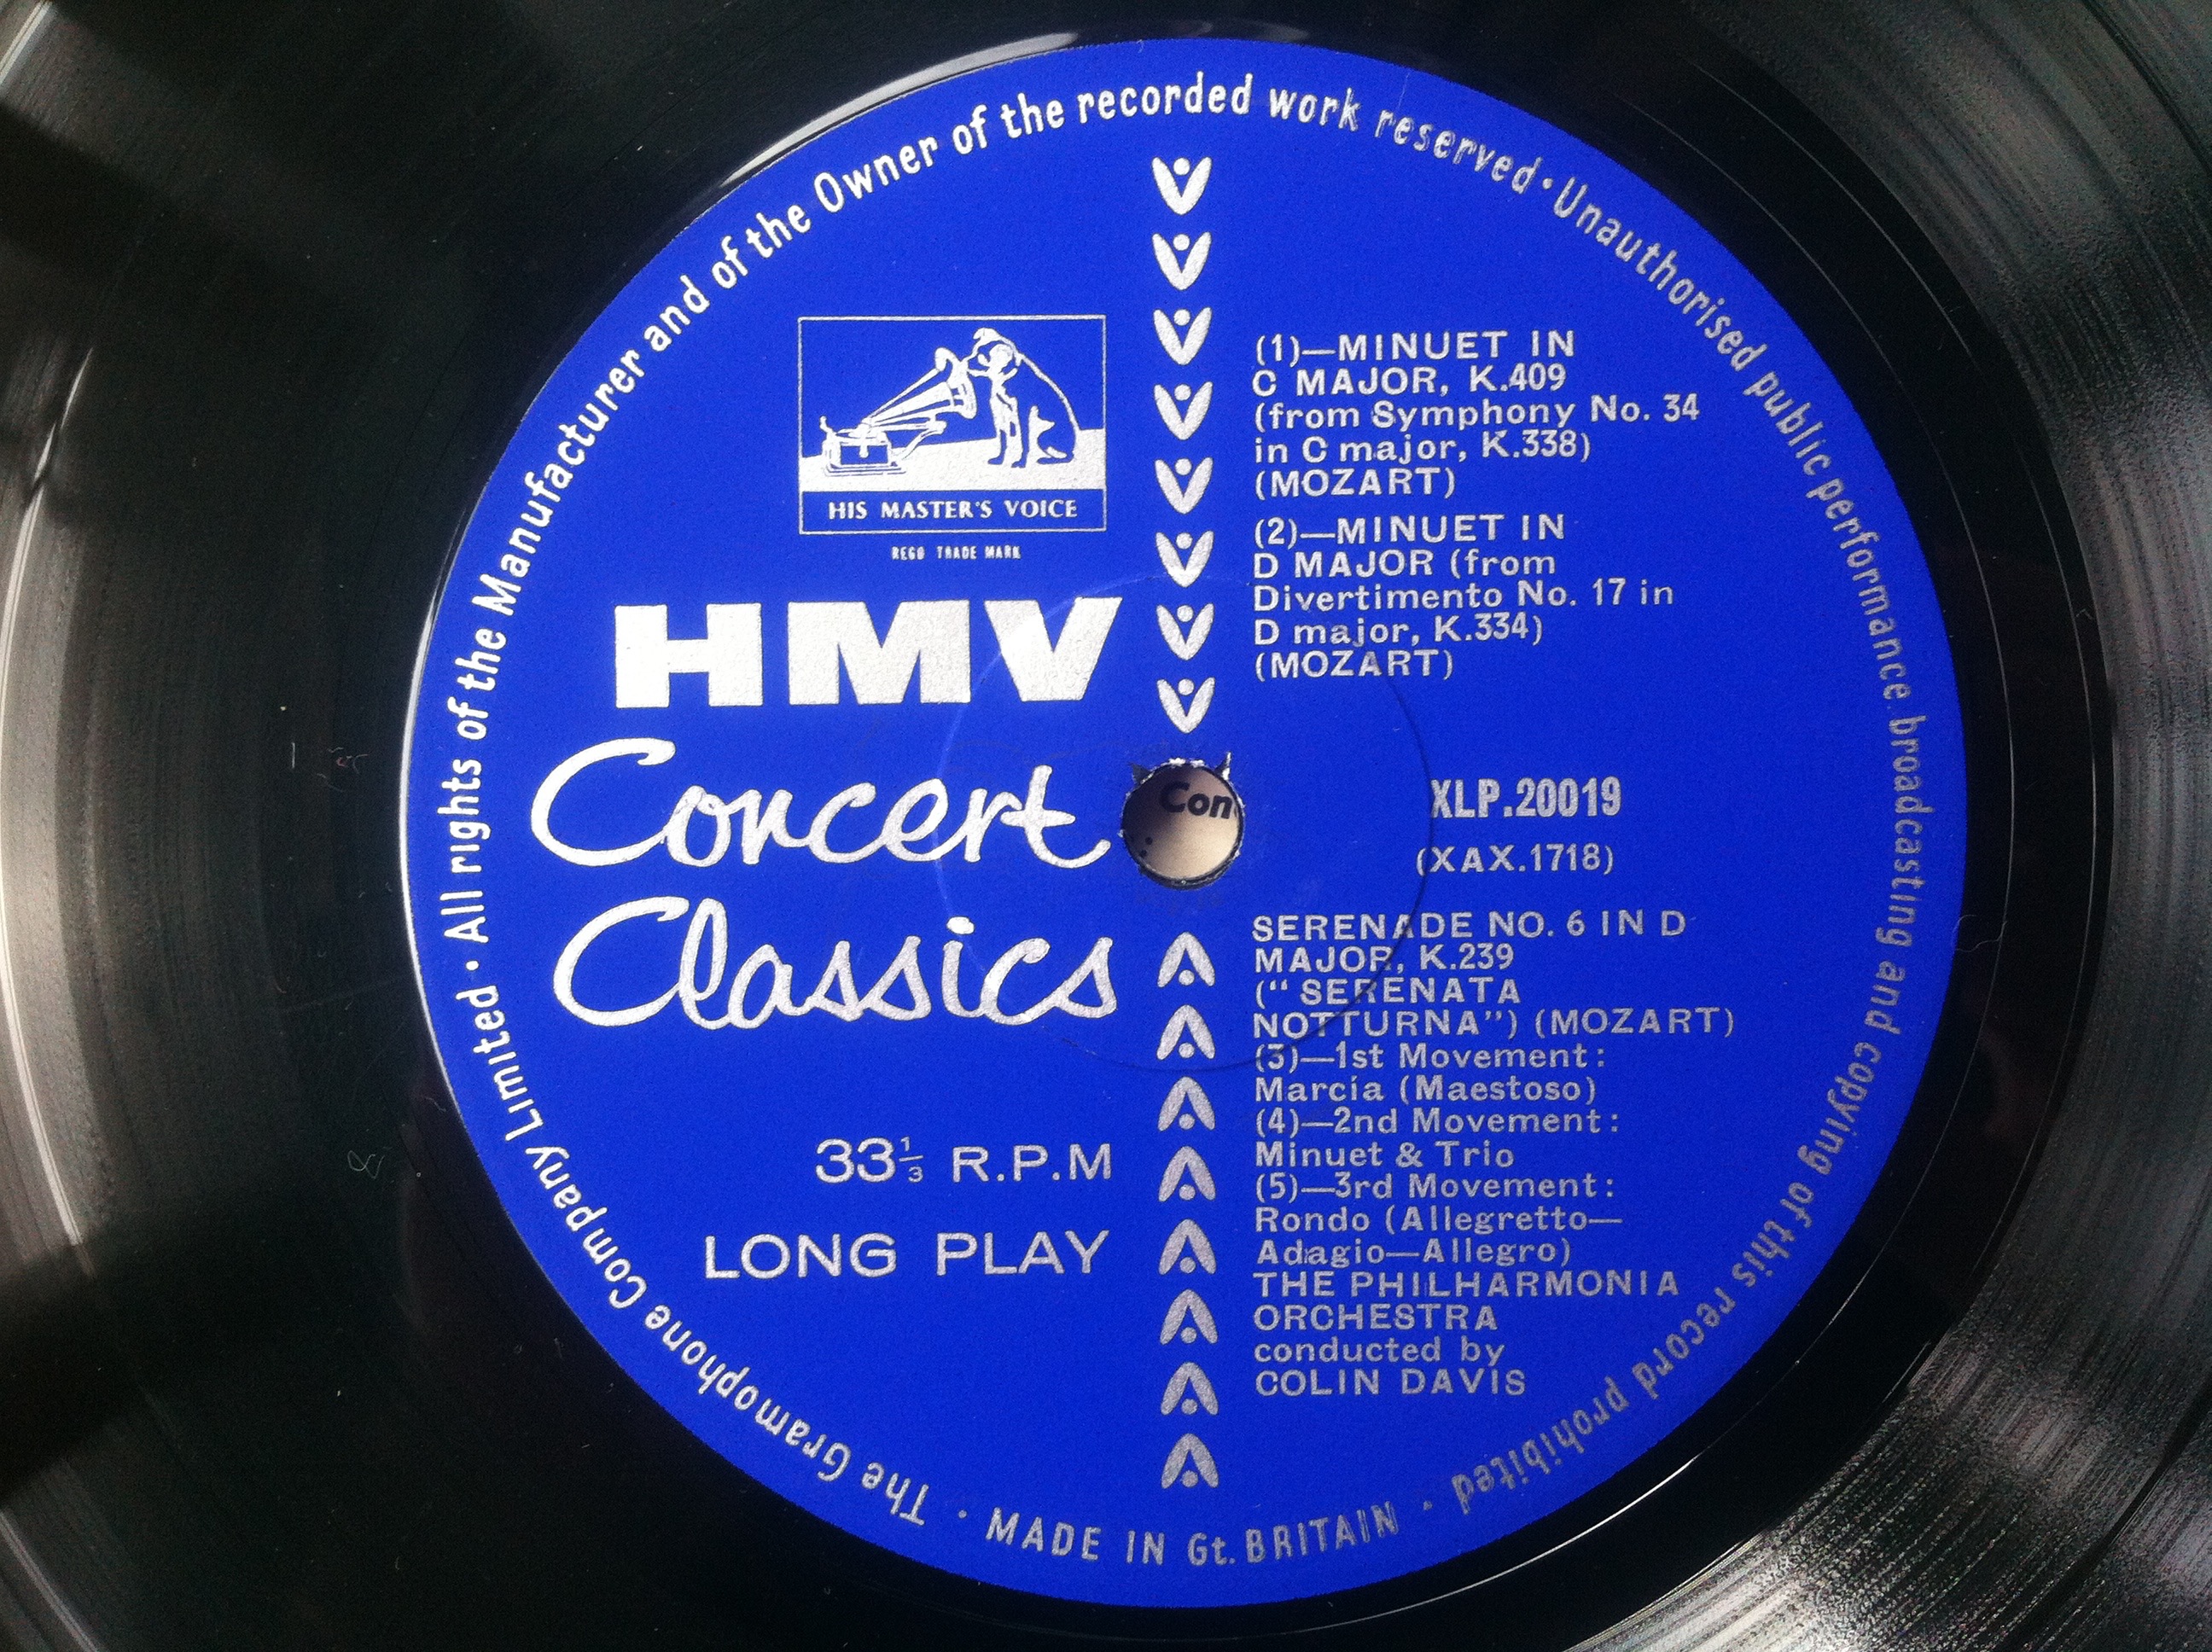 The Gramophone Company Limited · All rights of the Manufacturer and of the Owner of the recorded work reserved · Unauthorised public performance broadcasting and copying of this record prohibited · MADE IN Gt. BRITAIN ·
HIS MASTER'S VOICE
REGD TRADE MARK
HMV
Concert
Classics
33⅓ R.P.M
LONG PLAY
(1)—MINUET IN
C MAJOR, K.409
(from Symphony No. 34
in C major, K.338)
(MOZART)
(2)—MINUET IN
D MAJOR (from
Divertimento No. 17 in
D major, K.334)
(MOZART)
XLP.20019
(XAX.1718)
SERENADE NO. 6 IN D
MAJOR, K.239
(“SERENATA
NOTTURNA”) (MOZART)
(3)—1st Movement:
Marcia (Maestoso)
(4)—2nd Movement:
Minuet & Trio
(5)—3rd Movement:
Rondo (Allegretto—
Adagio—Allegro)
THE PHILHARMONIA
ORCHESTRA
conducted by
COLIN DAVIS
Con